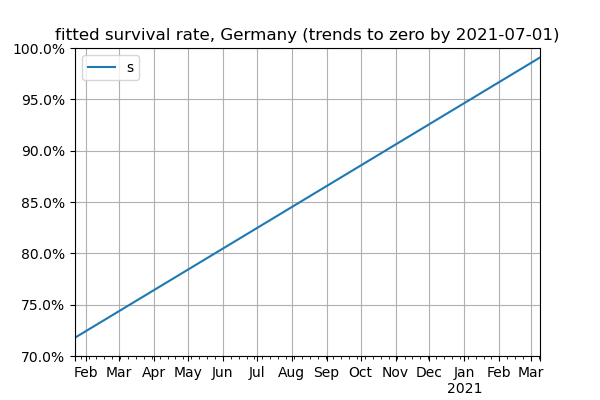 fitted survival rate, Germany (trends to zero by 2021-07-01)
100.0%
s
95.0%
90.0%
85.0%
80.0%
75.0%
70.0%
Feb Mar Apr May Jun Jul Aug Sep Oct Nov Dec Jan Feb Mar
2021